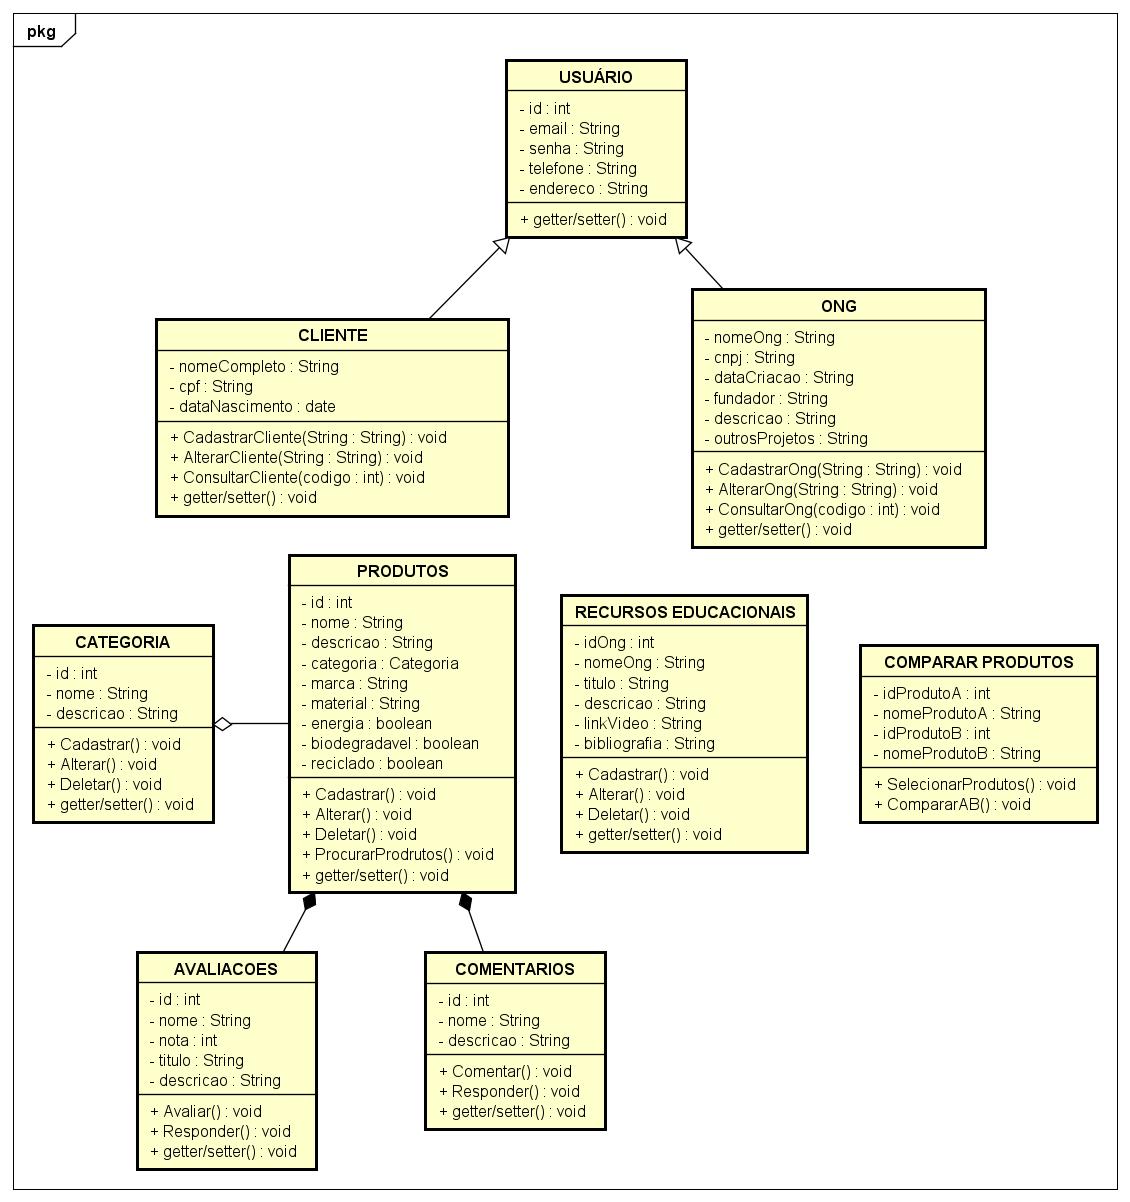 pkg
USUÁRIO
- id : int
- email : String
- senha : String
- telefone : String
- endereco : String
+ getter/setter() : void
CLIENTE
- nomeCompleto : String
- cpf : String
- dataNascimento : date
+ CadastrarCliente(String : String) : void
+ AlterarCliente(String : String) : void
+ ConsultarCliente(codigo : int) : void
+ getter/setter() : void
ONG
- nomeOng : String
- cnpj : String
- dataCriacao : String
- fundador : String
- descricao : String
- outrosProjetos : String
+ CadastrarOng(String : String) : void
+ AlterarOng(String : String) : void
+ ConsultarOng(codigo : int) : void
+ getter/setter() : void
CATEGORIA
- id : int
- nome : String
- descricao : String
+ Cadastrar() : void
+ Alterar() : void
+ Deletar() : void
+ getter/setter() : void
PRODUTOS
- id : int
- nome : String
- descricao : String
- categoria : Categoria
- marca : String
- material : String
- energia : boolean
- biodegradavel : boolean
- reciclado : boolean
+ Cadastrar() : void
+ Alterar() : void
+ Deletar() : void
+ ProcurarProdrutos() : void
+ getter/setter() : void
RECURSOS EDUCACIONAIS
- idOng : int
- nomeOng : String
- titulo : String
- descricao : String
- linkVideo : String
- bibliografia : String
+ Cadastrar() : void
+ Alterar() : void
+ Deletar() : void
+ getter/setter() : void
COMPARAR PRODUTOS
- idProdutoA : int
- nomeProdutoA : String
- idProdutoB : int
- nomeProdutoB : String
+ SelecionarProdutos() : void
+ CompararAB() : void
AVALIACOES
- id : int
- nome : String
- nota : int
- titulo : String
- descricao : String
+ Avaliar() : void
+ Responder() : void
+ getter/setter() : void
COMENTARIOS
- id : int
- nome : String
- descricao : String
+ Comentar() : void
+ Responder() : void
+ getter/setter() : void